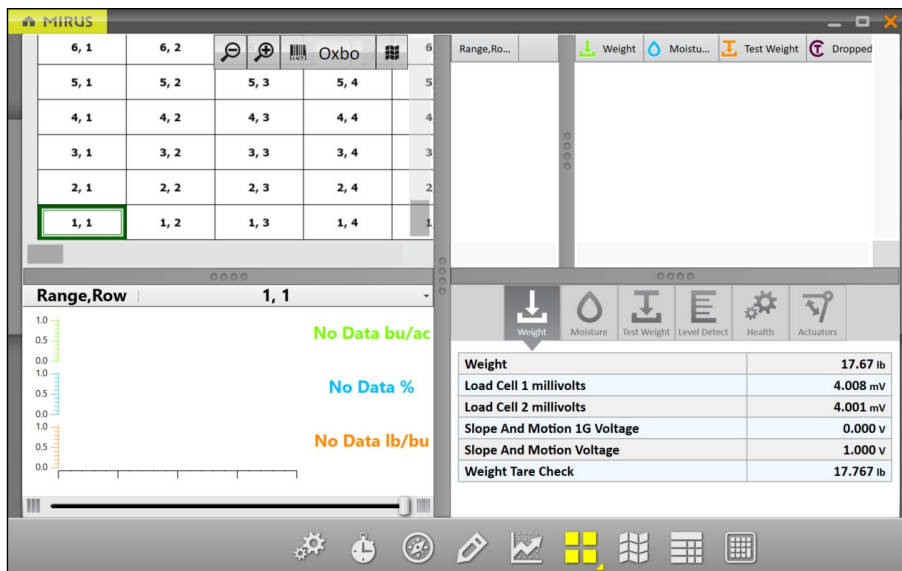 MIRUS
6, 1 6, 2 Oxbo 6
5, 1 5, 2 5, 3 5, 4 5
4, 1 4, 2 4, 3 4, 4 4
3, 1 3, 2 3, 3 3, 4 3
2, 1 2, 2 2, 3 2, 4 2
1, 1 1, 2 1, 3 1, 4 1
Range,Ro... Weight Moistu... Test Weight Dropped
Range,Row 1, 1
1.0
0.5
0.0
No Data bu/ac
1.0
0.5
0.0
No Data %
1.0
0.5
0.0
No Data lb/bu
Weight Moisture Test Weight Level Detect Health Actuators
Weight 17.67 lb
Load Cell 1 millivolts 4.008 mV
Load Cell 2 millivolts 4.001 mV
Slope And Motion 1G Voltage 0.000 V
Slope And Motion Voltage 1.000 V
Weight Tare Check 17.767 lb